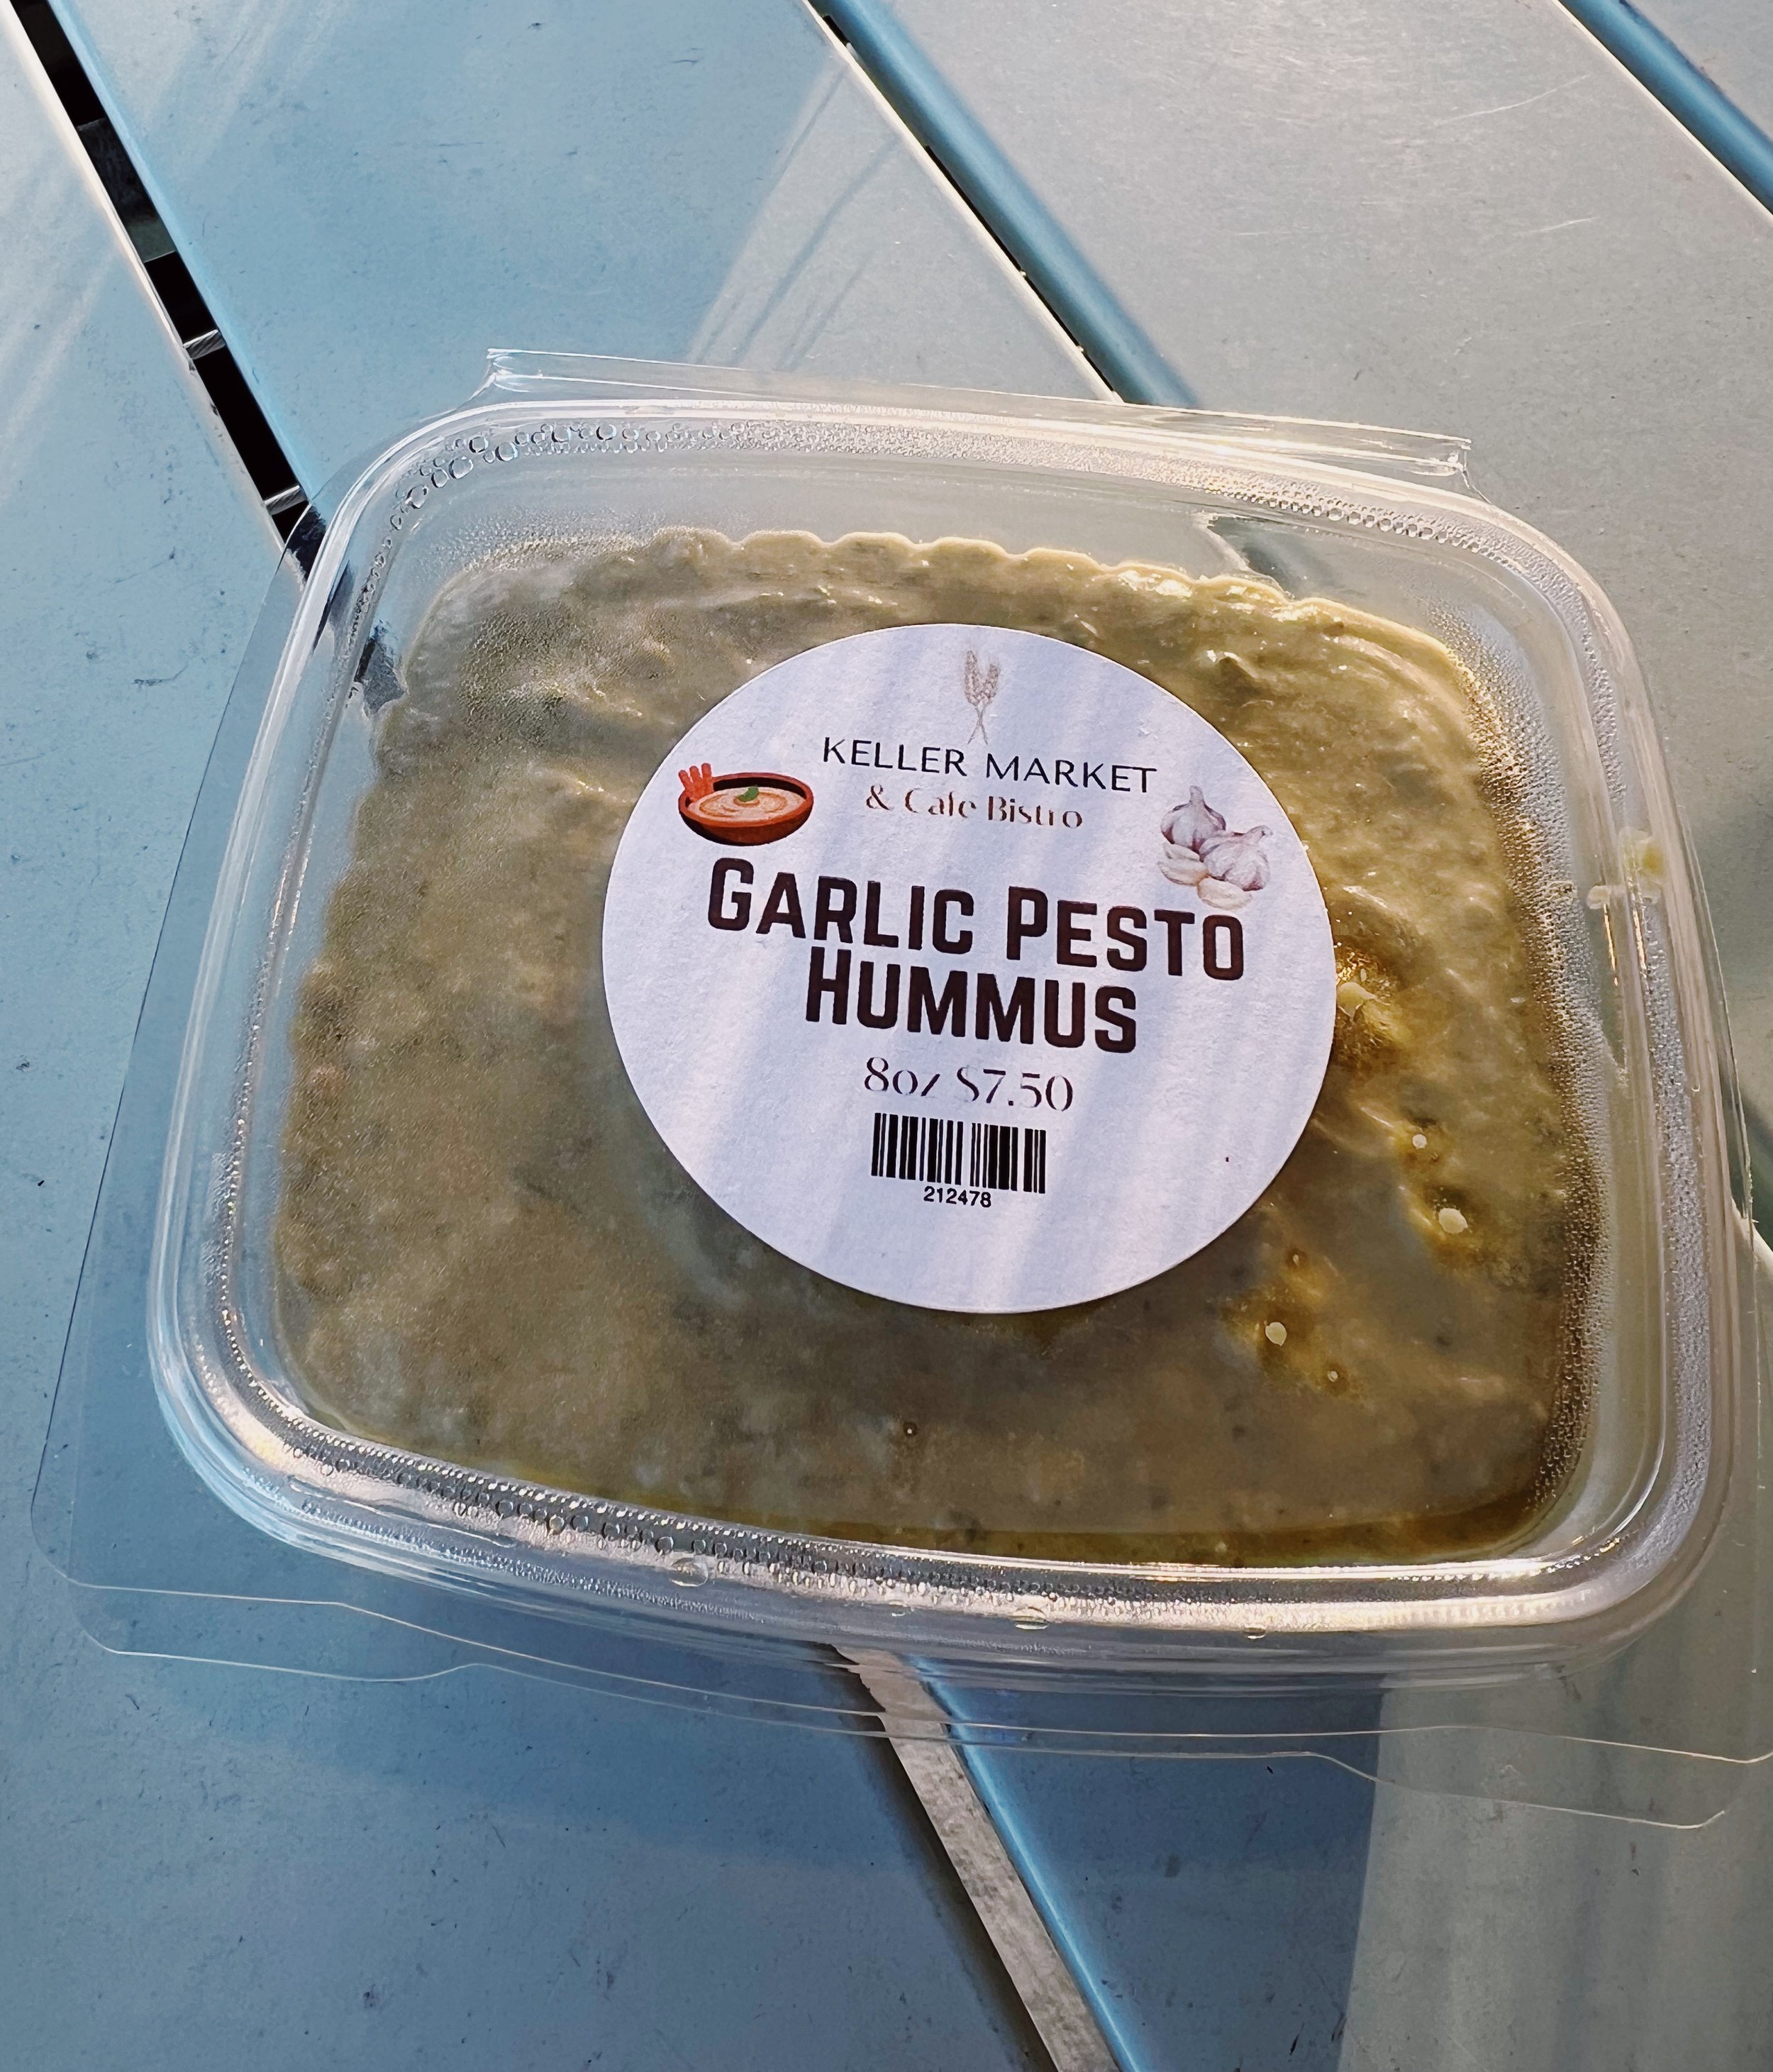 KELLER MARKET
& Cafe Bistro
GARLIC PESTO
HUMMUS
8oz $7.50
212478